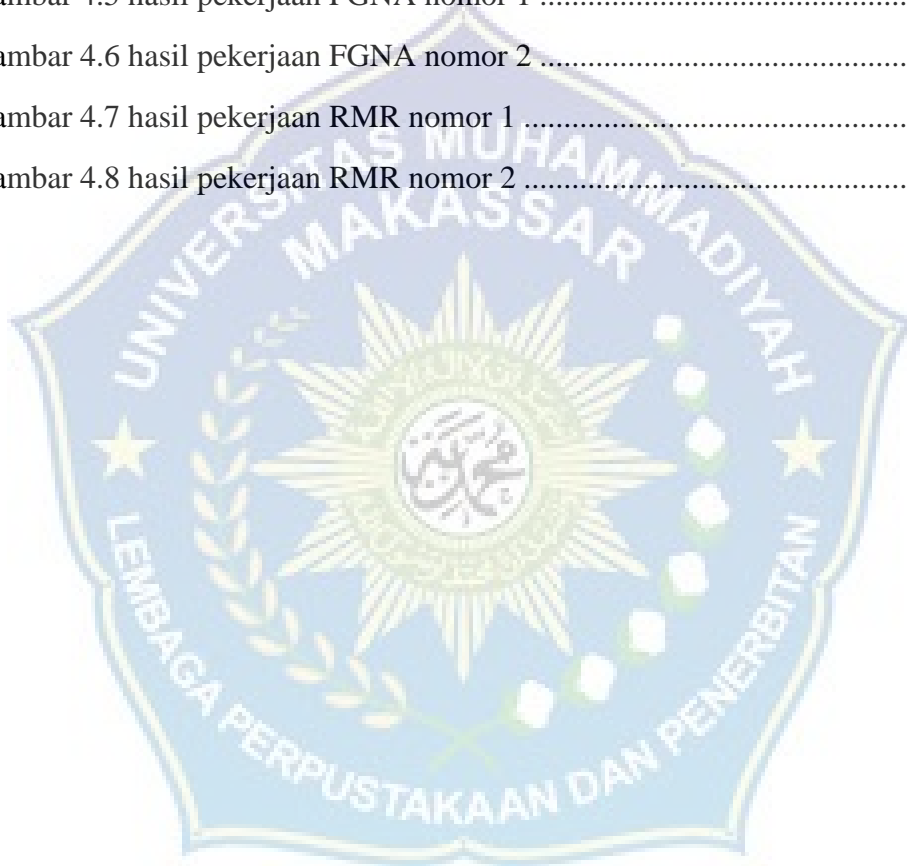 ambar 4.5 hasil pekerjaan FGNA nomor 1 ........................................
ambar 4.6 hasil pekerjaan FGNA nomor 2 ........................................
ambar 4.7 hasil pekerjaan RMR nomor 1 ..........................................
ambar 4.8 hasil pekerjaan RMR nomor 2 ..........................................
UNIVERSITAS MUHAMMADIYAH
MAKASSAR
LEMBAGA PERPUSTAKAAN DAN PENERBITAN